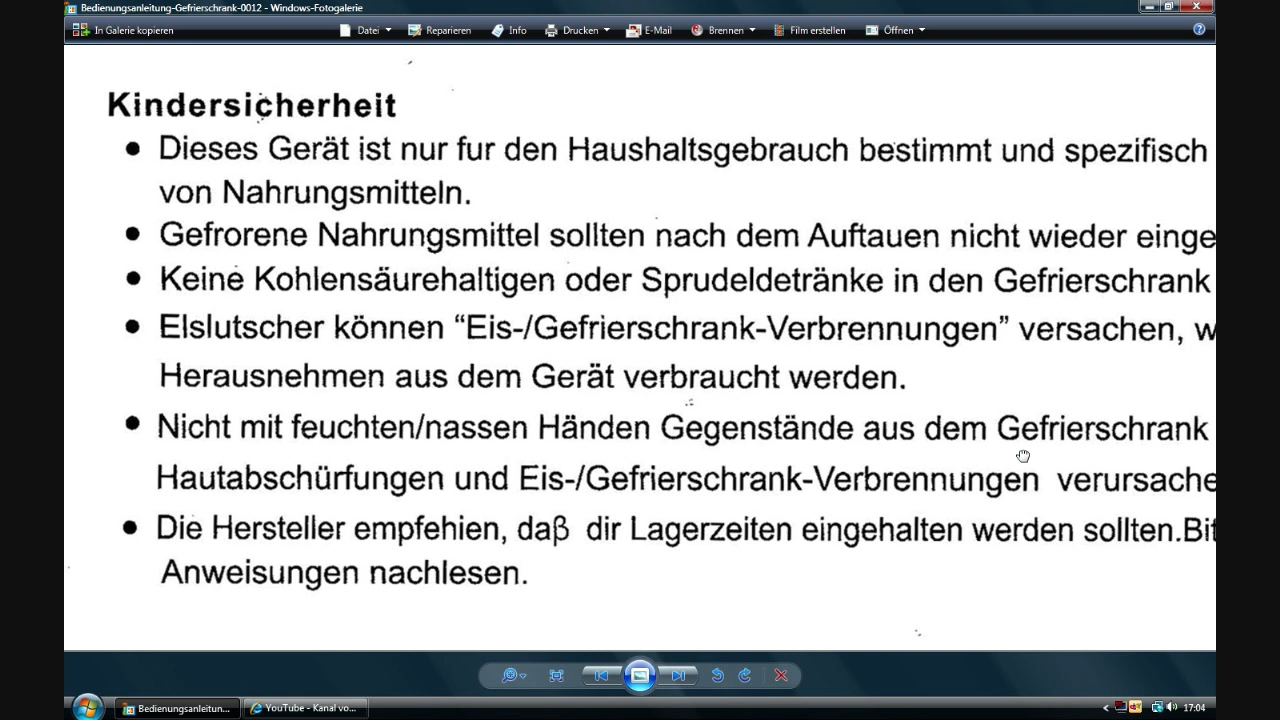 Bedienungsanleitung-Gefrierschrank-0012 - Windows-Fotogalerie
In Galerie kopieren Datei Reparieren Info Drucken E-Mail Brennen Film erstellen Öffnen
Kindersicherheit
Dieses Gerät ist nur fur den Haushaltsgebrauch bestimmt und spezifisch
von Nahrungsmitteln.
Gefrorene Nahrungsmittel sollten nach dem Auftauen nicht wieder einge
Keine Kohlensäurehaltigen oder Sprudeldetränke in den Gefrierschrank
Elslutscher können “Eis-/Gefrierschrank-Verbrennungen” versachen, w
Herausnehmen aus dem Gerät verbraucht werden.
Nicht mit feuchten/nassen Händen Gegenstände aus dem Gefrierschrank
Hautabschürfungen und Eis-/Gefrierschrank-Verbrennungen verursache
Die Hersteller empfehien, daβ dir Lagerzeiten eingehalten werden sollten.Bit
Anweisungen nachlesen.
Bedienungsanleitun... YouTube - Kanal vo... 17:04